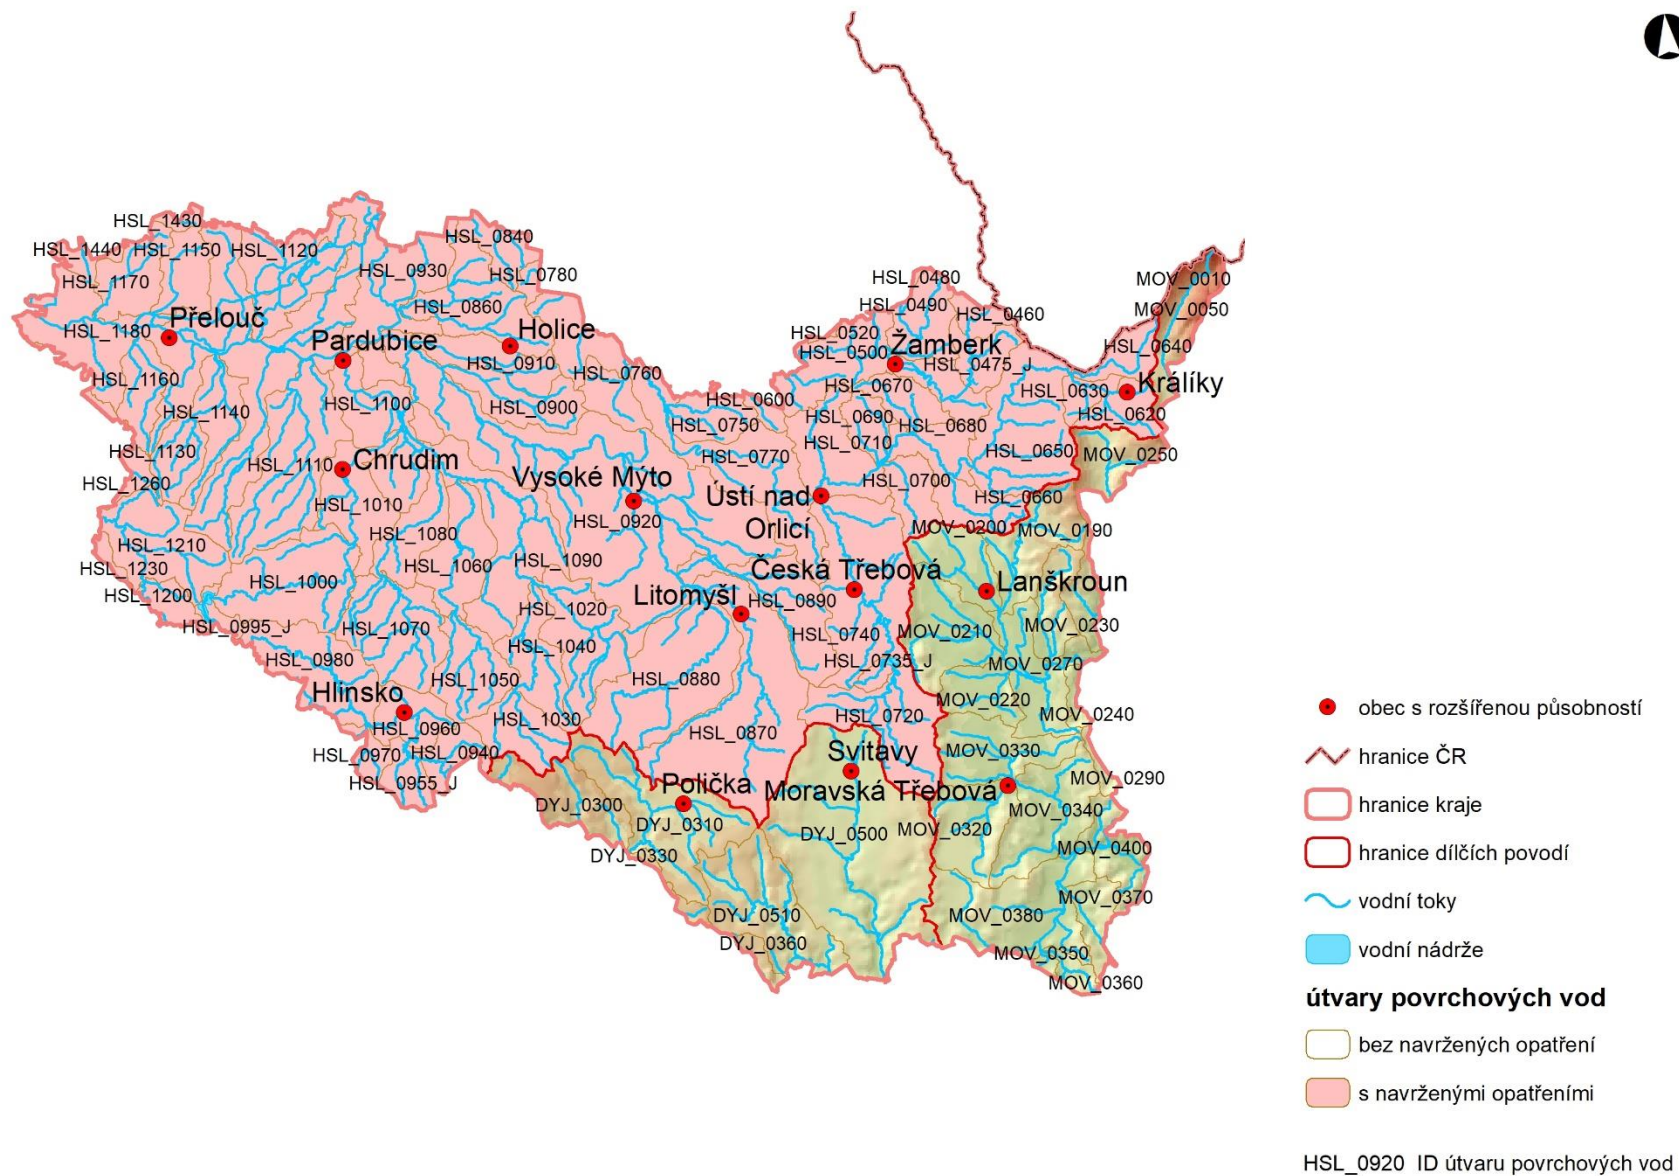 HSL_1430
HSL_1440
HSL_1150
HSL_1120
HSL_0840
HSL_0930
HSL_0780
HSL_1170
HSL_0860
HSL_1180
Přelouč
Pardubice
Holice
HSL_0910
HSL_0760
HSL_1160
HSL_1140
HSL_1100
HSL_0900
HSL_0480
HSL_0490
HSL_0460
HSL_0520
HSL_0500
Žamberk
HSL_0475_J
MOV_0010
MOV_0050
HSL_0640
HSL_0670
HSL_0630
Králíky
HSL_0600
HSL_0620
HSL_0750
HSL_0690
HSL_0680
HSL_0710
HSL_0770
HSL_0650
MOV_0250
HSL_1130
HSL_1110
Chrudim
HSL_1260
HSL_1010
Vysoké Mýto
HSL_0920
Ústí nad
Orlicí
HSL_0700
HSL_0660
MOV_0200
MOV_0190
HSL_1210
HSL_1080
HSL_1230
HSL_1060
HSL_1090
HSL_1200
HSL_1000
Česká Třebová
Lanškroun
Litomyšl
HSL_0890
HSL_1020
HSL_0995_J
HSL_1070
HSL_0740
MOV_0210
MOV_0230
HSL_0980
HSL_1040
HSL_0735_J
MOV_0270
HSL_1050
HSL_0880
Hlinsko
MOV_0220
MOV_0240
HSL_0960
HSL_1030
HSL_0720
HSL_0970
HSL_0940
HSL_0870
MOV_0330
HSL_0955_J
Svitavy
MOV_0290
Polička
Moravská Třebová
DYJ_0300
DYJ_0310
MOV_0340
DYJ_0500
MOV_0320
DYJ_0330
MOV_0400
MOV_0370
DYJ_0510
MOV_0380
DYJ_0360
MOV_0350
MOV_0360
obec s rozšířenou působností
hranice ČR
hranice kraje
hranice dílčích povodí
vodní toky
vodní nádrže
útvary povrchových vod
bez navržených opatření
s navrženými opatřeními
HSL_0920 ID útvaru povrchových vod